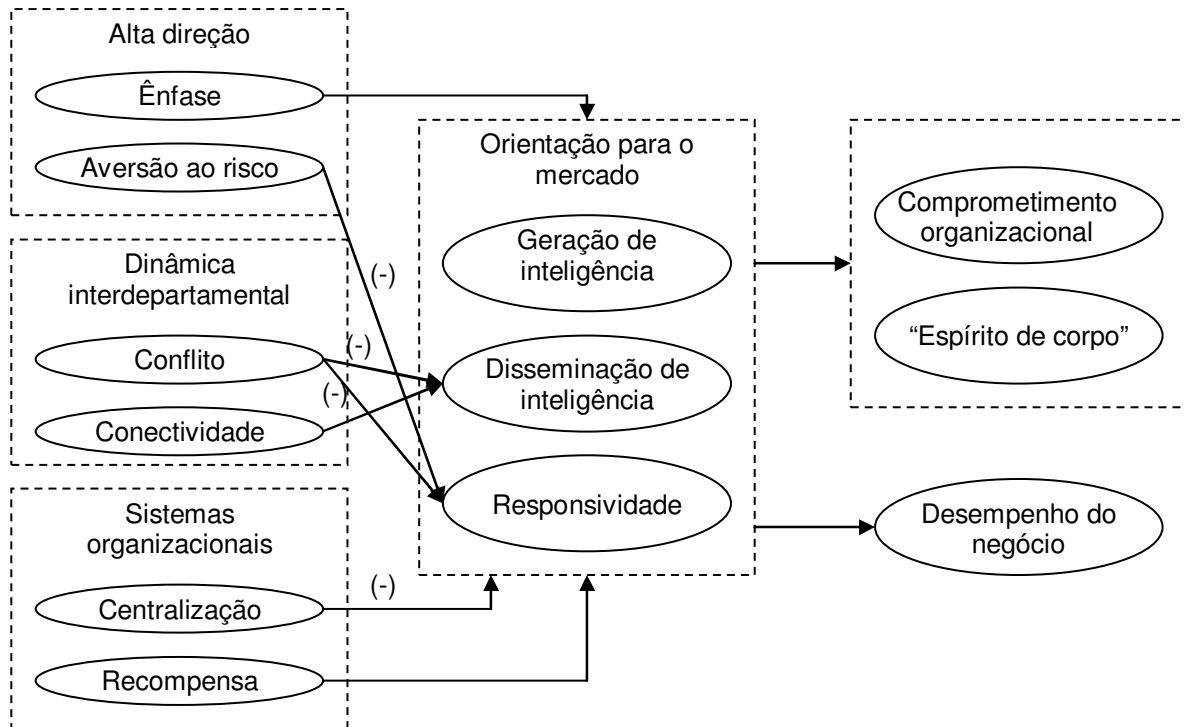 Alta direção
Ênfase
Aversão ao risco
Dinâmica
interdepartamental
Conflito
Conectividade
Sistemas
organizacionais
Centralização
Recompensa
(-)
(-)
(-)
(-)
Orientação para o
mercado
Geração de
inteligência
Disseminação de
inteligência
Responsividade
Comprometimento
organizacional
“Espírito de corpo”
Desempenho do
negócio